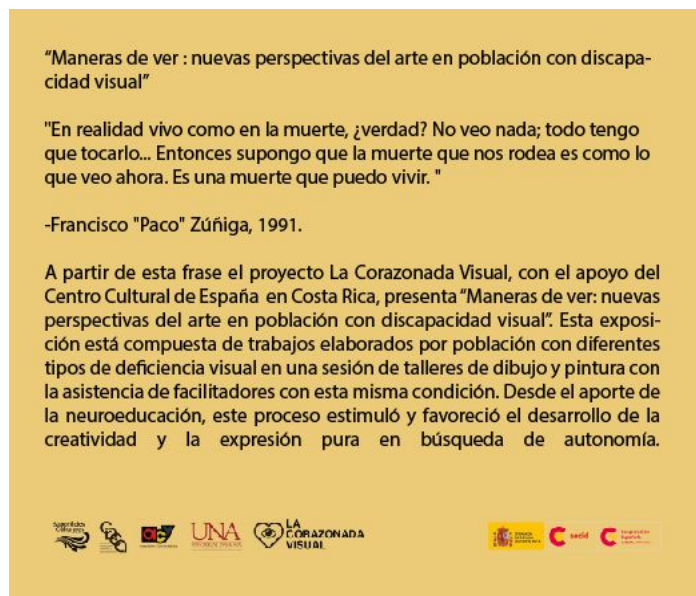 “Maneras de ver : nuevas perspectivas del arte en población con discapa-
cidad visual”
"En realidad vivo como en la muerte, ¿verdad? No veo nada; todo tengo
que tocarlo... Entonces supongo que la muerte que nos rodea es como lo
que veo ahora. Es una muerte que puedo vivir. "
-Francisco "Paco" Zúñiga, 1991.
A partir de esta frase el proyecto La Corazonada Visual, con el apoyo del
Centro Cultural de España en Costa Rica, presenta “Maneras de ver: nuevas
perspectivas del arte en población con discapacidad visual”. Esta exposi-
ción está compuesta de trabajos elaborados por población con diferentes
tipos de deficiencia visual en una sesión de talleres de dibujo y pintura con
la asistencia de facilitadores con esta misma condición. Desde el aporte de
la neuroeducación, este proceso estimuló y favoreció el desarrollo de la
creatividad y la expresión pura en búsqueda de autonomía.
UNA
LA
CORAZONADA
VISUAL
aecid